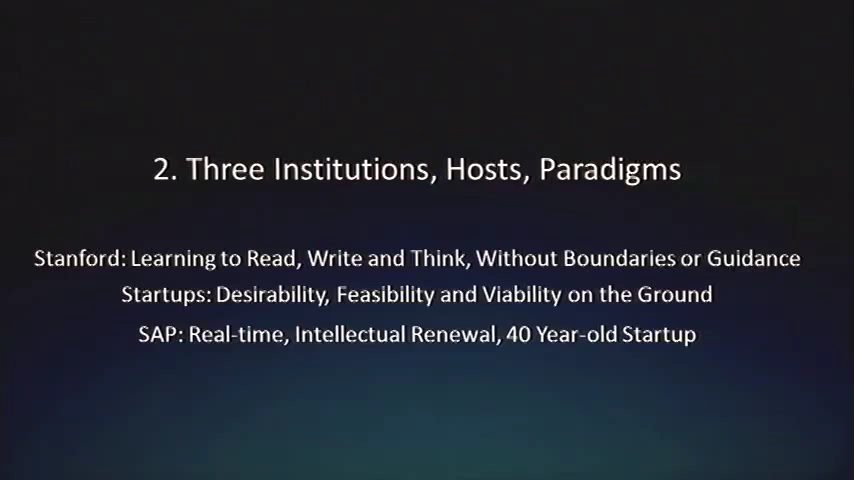 2. Three Institutions, Hosts, Paradigms
Stanford: Learning to Read, Write and Think, Without Boundaries or Guidance
Startups: Desirability, Feasibility and Viability on the Ground
SAP: Real-time, Intellectual Renewal, 40 Year-old Startup